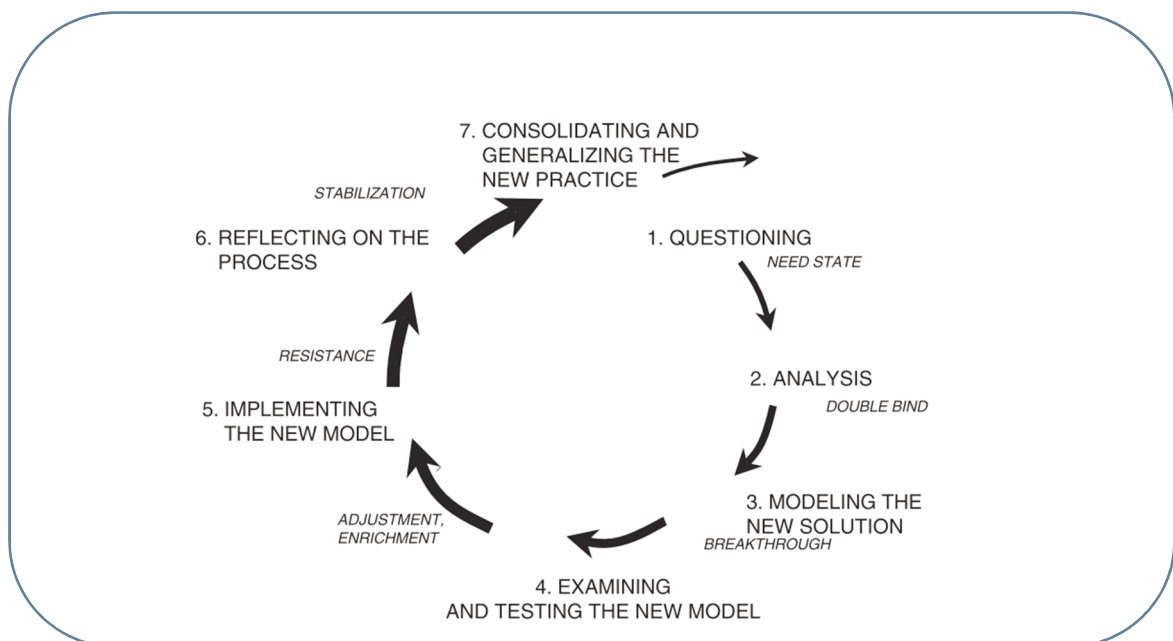 7. CONSOLIDATING AND
GENERALIZING THE
NEW PRACTICE
STABILIZATION
6. REFLECTING ON THE
PROCESS
1. QUESTIONING
NEED STATE
RESISTANCE
2. ANALYSIS
DOUBLE BIND
5. IMPLEMENTING
THE NEW MODEL
3. MODELING THE
NEW SOLUTION
BREAKTHROUGH
ADJUSTMENT,
ENRICHMENT
4. EXAMINING
AND TESTING THE NEW MODEL